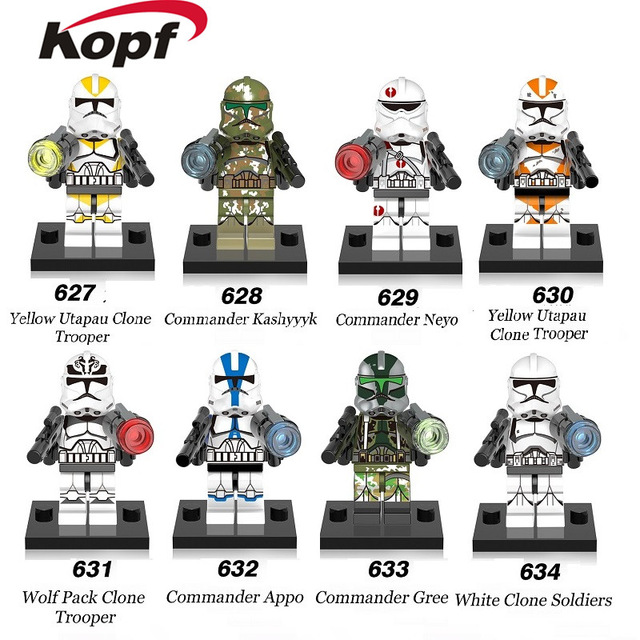 Kopf
627
Yellow Utapau Clone
Trooper
628
Commander Kashyyyk
629
Commander Neyo
630
Yellow Utapau
Clone Trooper
631
Wolf Pack Clone
Trooper
632
Commander Appo
633
Commander Gree
634
White Clone Soldiers